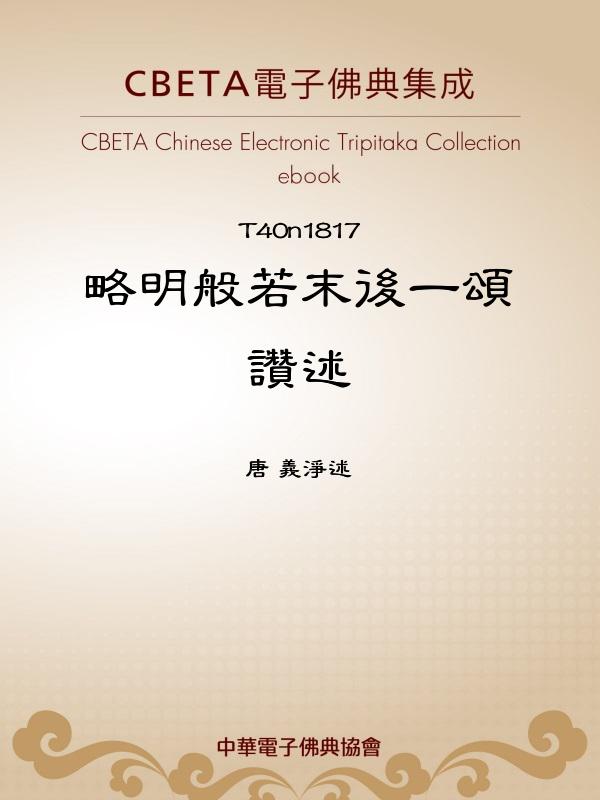 CBETA電子佛典集成
CBETA Chinese Electronic Tripitaka Collection
ebook
T40n1817
略明般若末後一頌
讚述
唐 義淨述
中華電子佛典協會